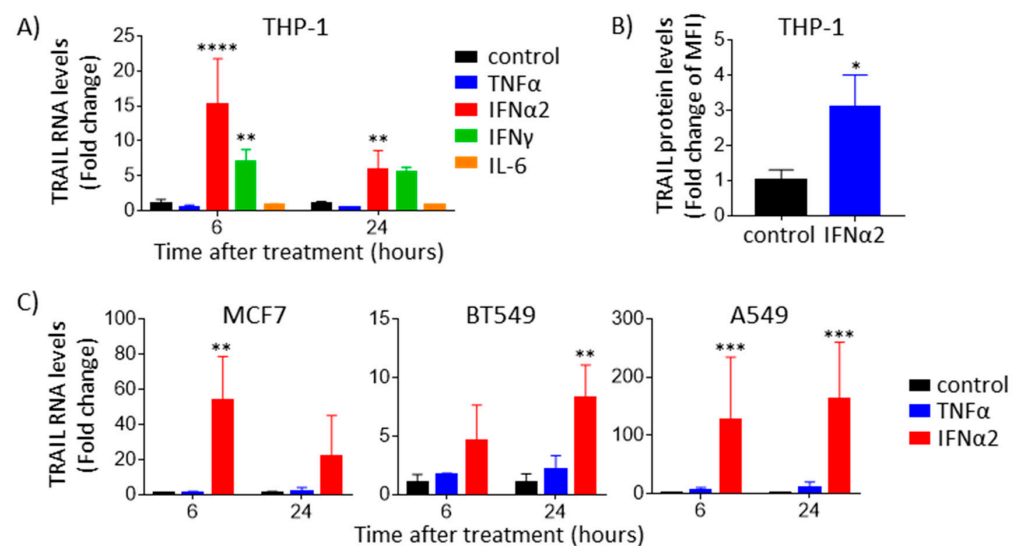 A)
THP-1
TRAIL RNA levels
(Fold change)
25
20
15
10
5
0
****
**
**
6
24
Time after treatment (hours)
control
TNFα
IFNα2
IFNγ
IL-6
B)
THP-1
TRAIL protein levels
(Fold change of MFI)
5
4
3
2
1
0
*
control IFNα2
C)
MCF7
TRAIL RNA levels
(Fold change)
100
80
60
40
20
0
**
6
24
BT549
15
10
5
0
**
6
24
A549
300
200
100
0
***
***
6
24
Time after treatment (hours)
control
TNFα
IFNα2